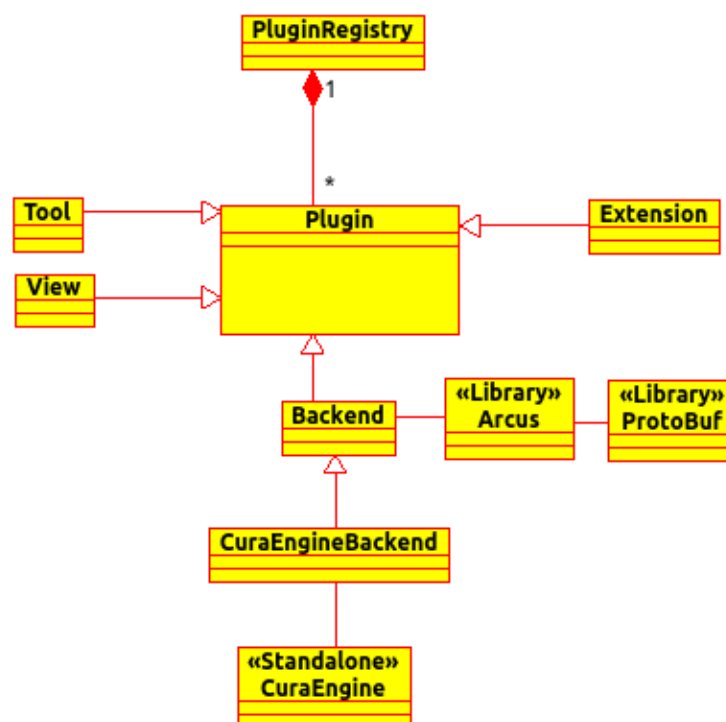 PluginRegistry
1
*
Tool
Plugin
Extension
View
Backend
«Library»
Arcus
«Library»
ProtoBuf
CuraEngineBackend
«Standalone»
CuraEngine